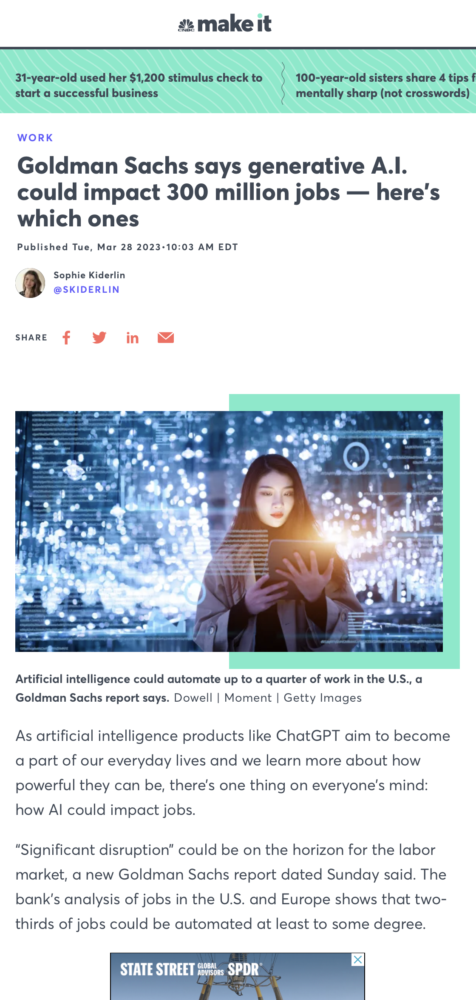 CNBC make it
31-year-old used her $1,200 stimulus check to
start a successful business
100-year-old sisters share 4 tips f
mentally sharp (not crosswords)
WORK
Goldman Sachs says generative A.I.
could impact 300 million jobs — here’s
which ones
Published Tue, Mar 28 2023•10:03 AM EDT
Sophie Kiderlin
@SKIDERLIN
SHARE
Artificial intelligence could automate up to a quarter of work in the U.S., a
Goldman Sachs report says. Dowell | Moment | Getty Images
As artificial intelligence products like ChatGPT aim to become
a part of our everyday lives and we learn more about how
powerful they can be, there’s one thing on everyone’s mind:
how AI could impact jobs.
“Significant disruption” could be on the horizon for the labor
market, a new Goldman Sachs report dated Sunday said. The
bank’s analysis of jobs in the U.S. and Europe shows that two-
thirds of jobs could be automated at least to some degree.
STATE STREET GLOBAL ADVISORS SPDR®